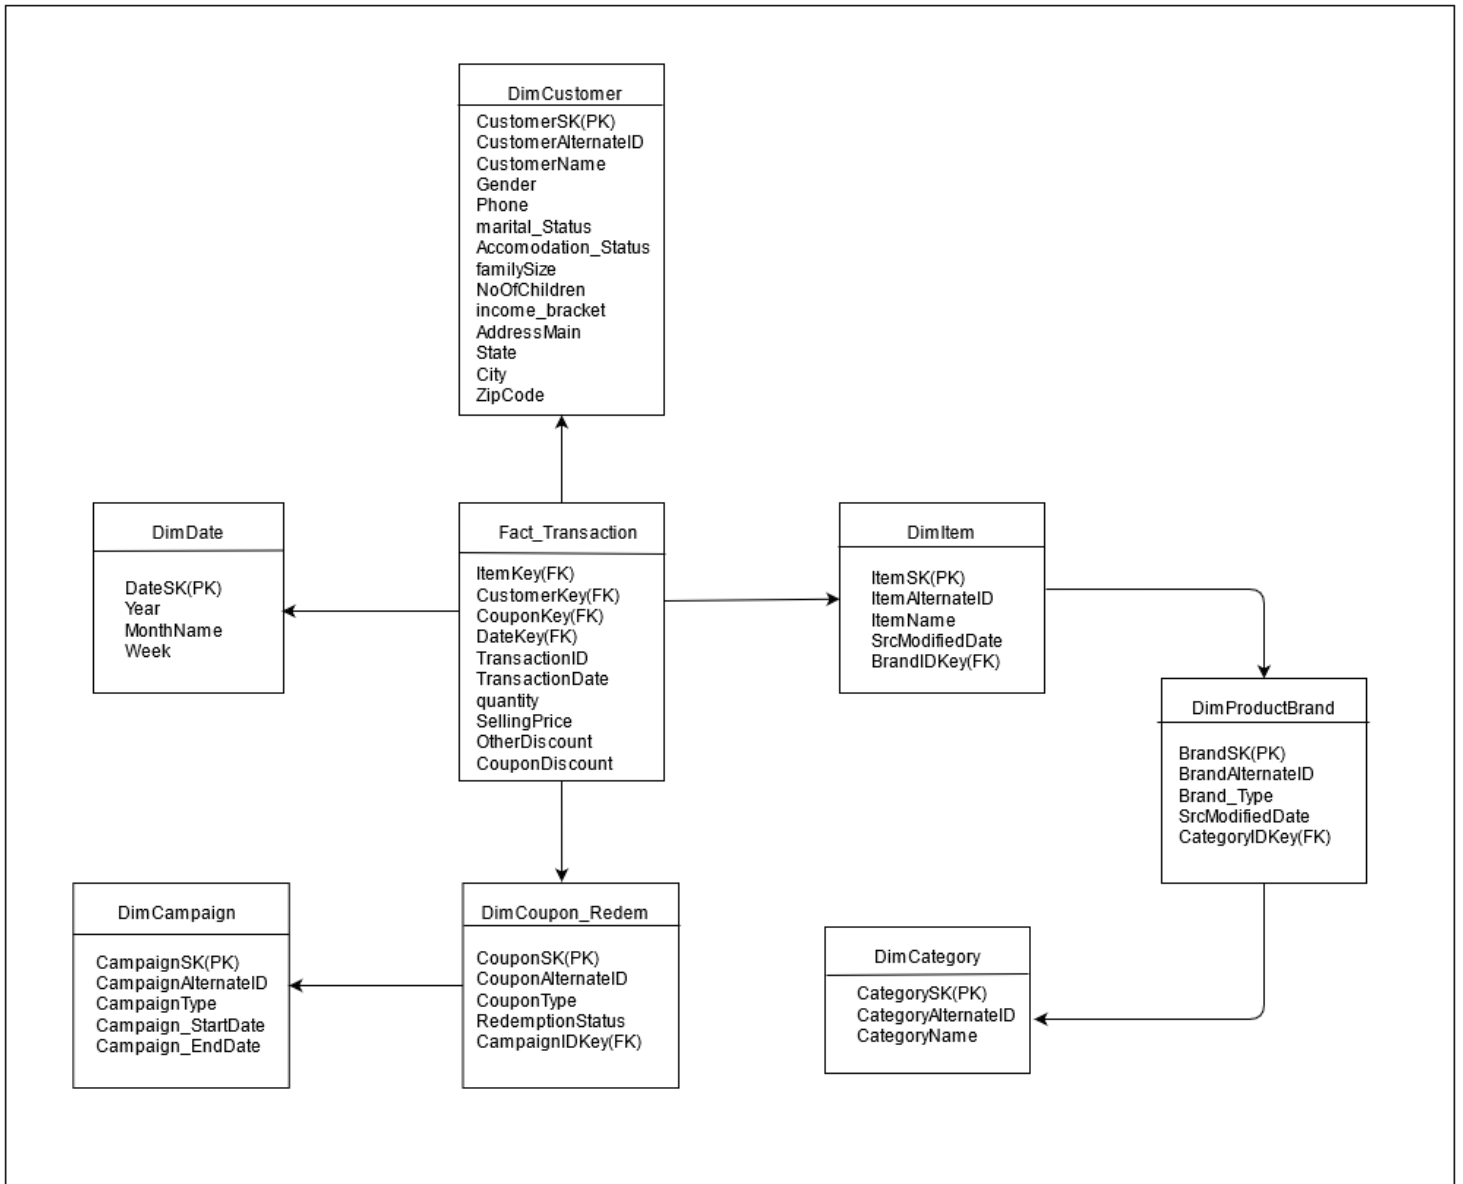 DimCustomer
CustomerSK(PK)
CustomerAlternateID
CustomerName
Gender
Phone
marital_Status
Accomodation_Status
familySize
NoOfChildren
income_bracket
AddressMain
State
City
ZipCode
DimDate
DateSK(PK)
Year
MonthName
Week
Fact_Transaction
ItemKey(FK)
CustomerKey(FK)
CouponKey(FK)
DateKey(FK)
TransactionID
TransactionDate
quantity
SellingPrice
OtherDiscount
CouponDiscount
DimItem
ItemSK(PK)
ItemAlternateID
ItemName
SrcModifiedDate
BrandIDKey(FK)
DimProductBrand
BrandSK(PK)
BrandAlternateID
Brand_Type
SrcModifiedDate
CategoryIDKey(FK)
DimCampaign
CampaignSK(PK)
CampaignAlternateID
CampaignType
Campaign_StartDate
Campaign_EndDate
DimCoupon_Redem
CouponSK(PK)
CouponAlternateID
CouponType
RedemptionStatus
CampaignIDKey(FK)
DimCategory
CategorySK(PK)
CategoryAlternateID
CategoryName